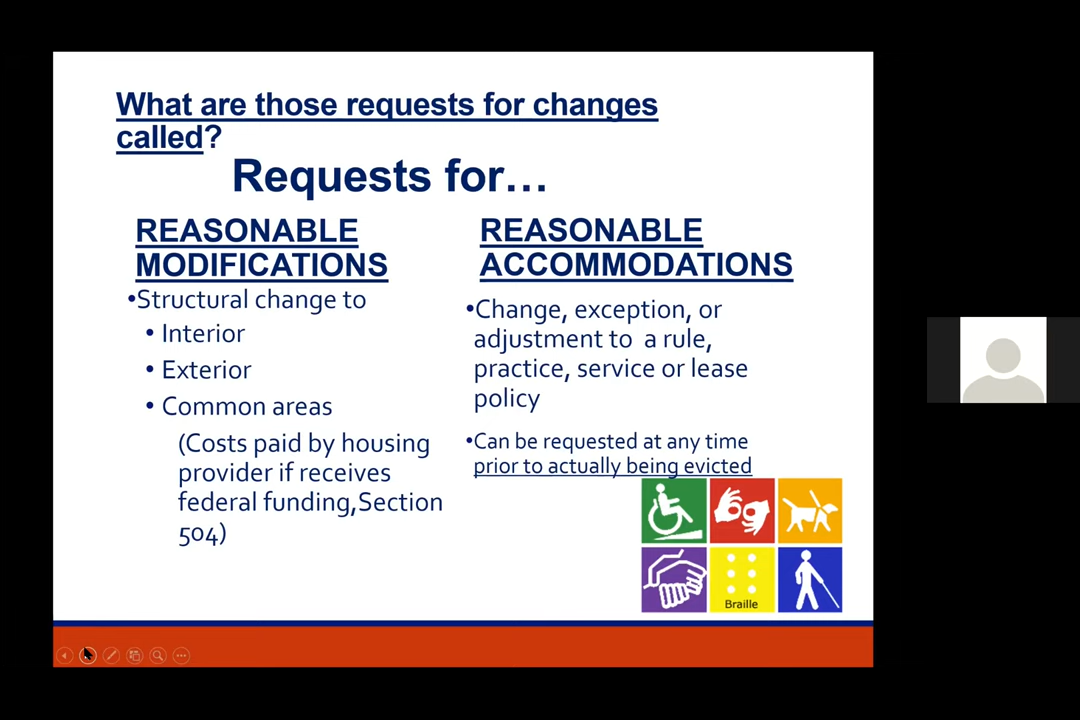 What are those requests for changes
called?
Requests for…
REASONABLE
MODIFICATIONS
•Structural change to
• Interior
• Exterior
• Common areas
(Costs paid by housing
provider if receives
federal funding,Section
504)
REASONABLE
ACCOMMODATIONS
•Change, exception, or
adjustment to a rule,
practice, service or lease
policy
•Can be requested at any time
prior to actually being evicted
Braille